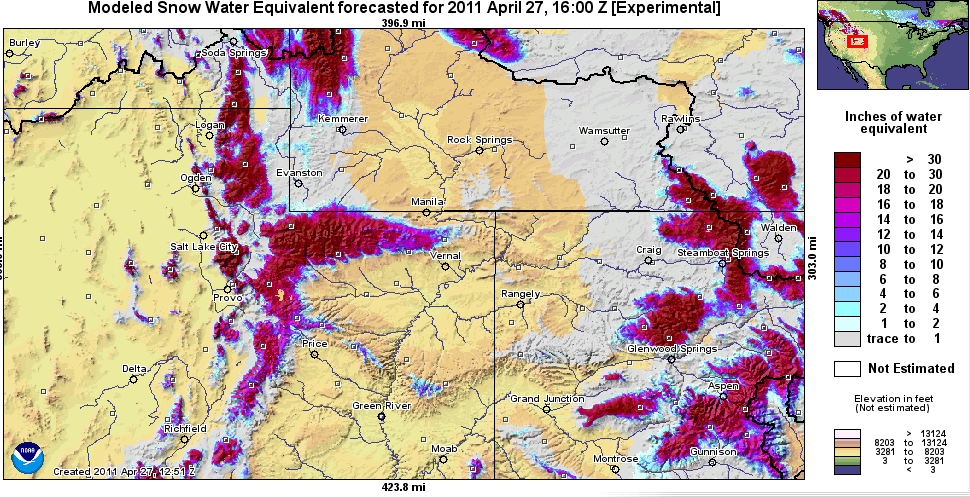 Modeled Snow Water Equivalent forecasted for 2011 April 27, 16:00 Z [Experimental]
396.9 mi
Burley
Soda Springs
Logan
Kemmerer
Rock Springs
Wamsutter
Rawlins
Ogden
Evanston
Manila
Salt Lake City
Vernal
Craig
Steamboat Springs
Walden
303.0 mi
Provo
Rangely
Price
Glenwood Springs
Delta
Aspen
Green River
Grand Junction
Richfield
Moab
Montrose
Gunnison
NOAA
Created 2011 Apr 27, 12:51 Z
423.8 mi
Inches of water
equivalent
> 30
20 to 30
18 to 20
16 to 18
14 to 16
12 to 14
10 to 12
8 to 10
6 to 8
4 to 6
2 to 4
1 to 2
trace to 1
Not Estimated
Elevation in feet
(Not estimated)
> 13124
8203 to 13124
3281 to 8203
3 to 3281
< 3